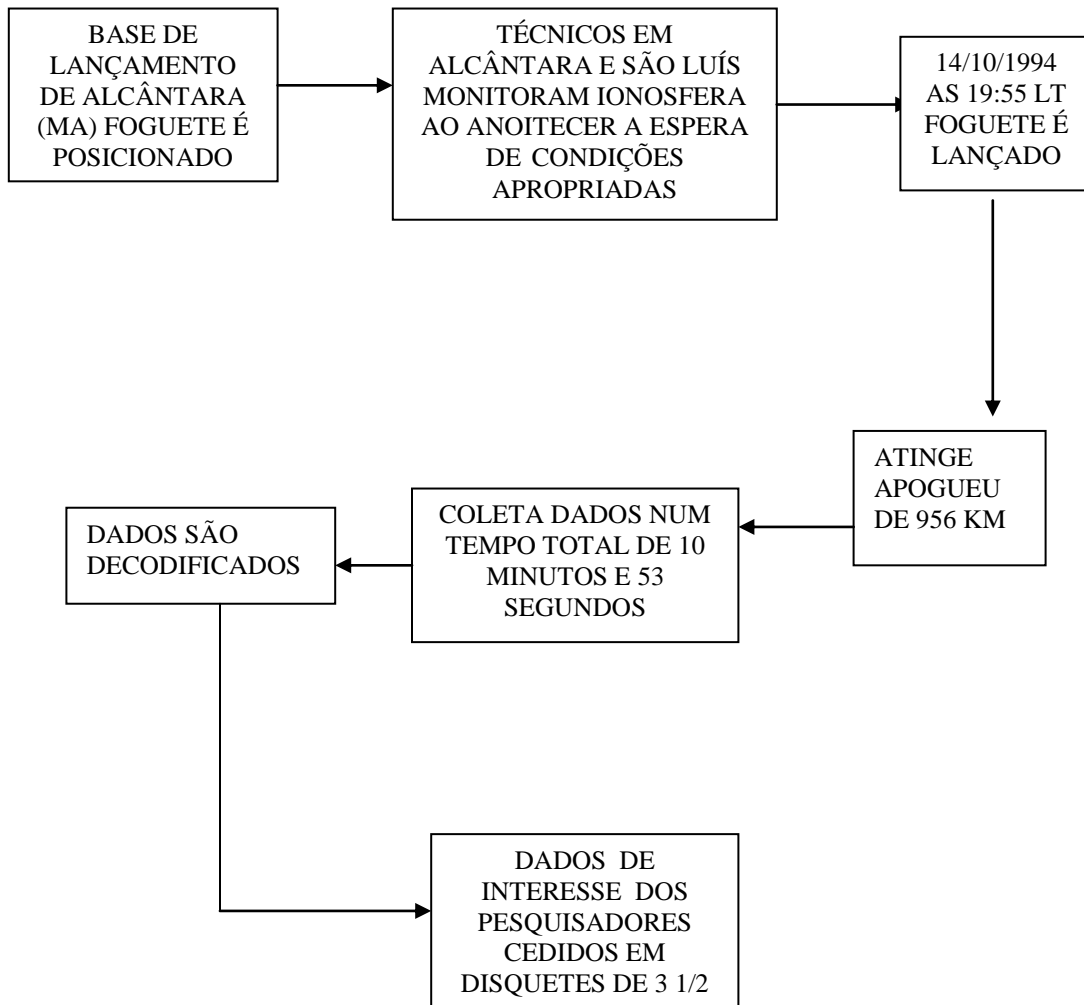 BASE DE
LANÇAMENTO
DE ALCÂNTARA
(MA) FOGUETE É
POSICIONADO
TÉCNICOS EM
ALCÂNTARA E SÃO LUÍS
MONITORAM IONOSFERA
AO ANOITECER A ESPERA
DE CONDIÇÕES
APROPRIADAS
14/10/1994
AS 19:55 LT
FOGUETE É
LANÇADO
ATINGE
APOGUEU
DE 956 KM
COLETA DADOS NUM
TEMPO TOTAL DE 10
MINUTOS E 53
SEGUNDOS
DADOS SÃO
DECODIFICADOS
DADOS DE
INTERESSE DOS
PESQUISADORES
CEDIDOS EM
DISQUETES DE 3 1/2